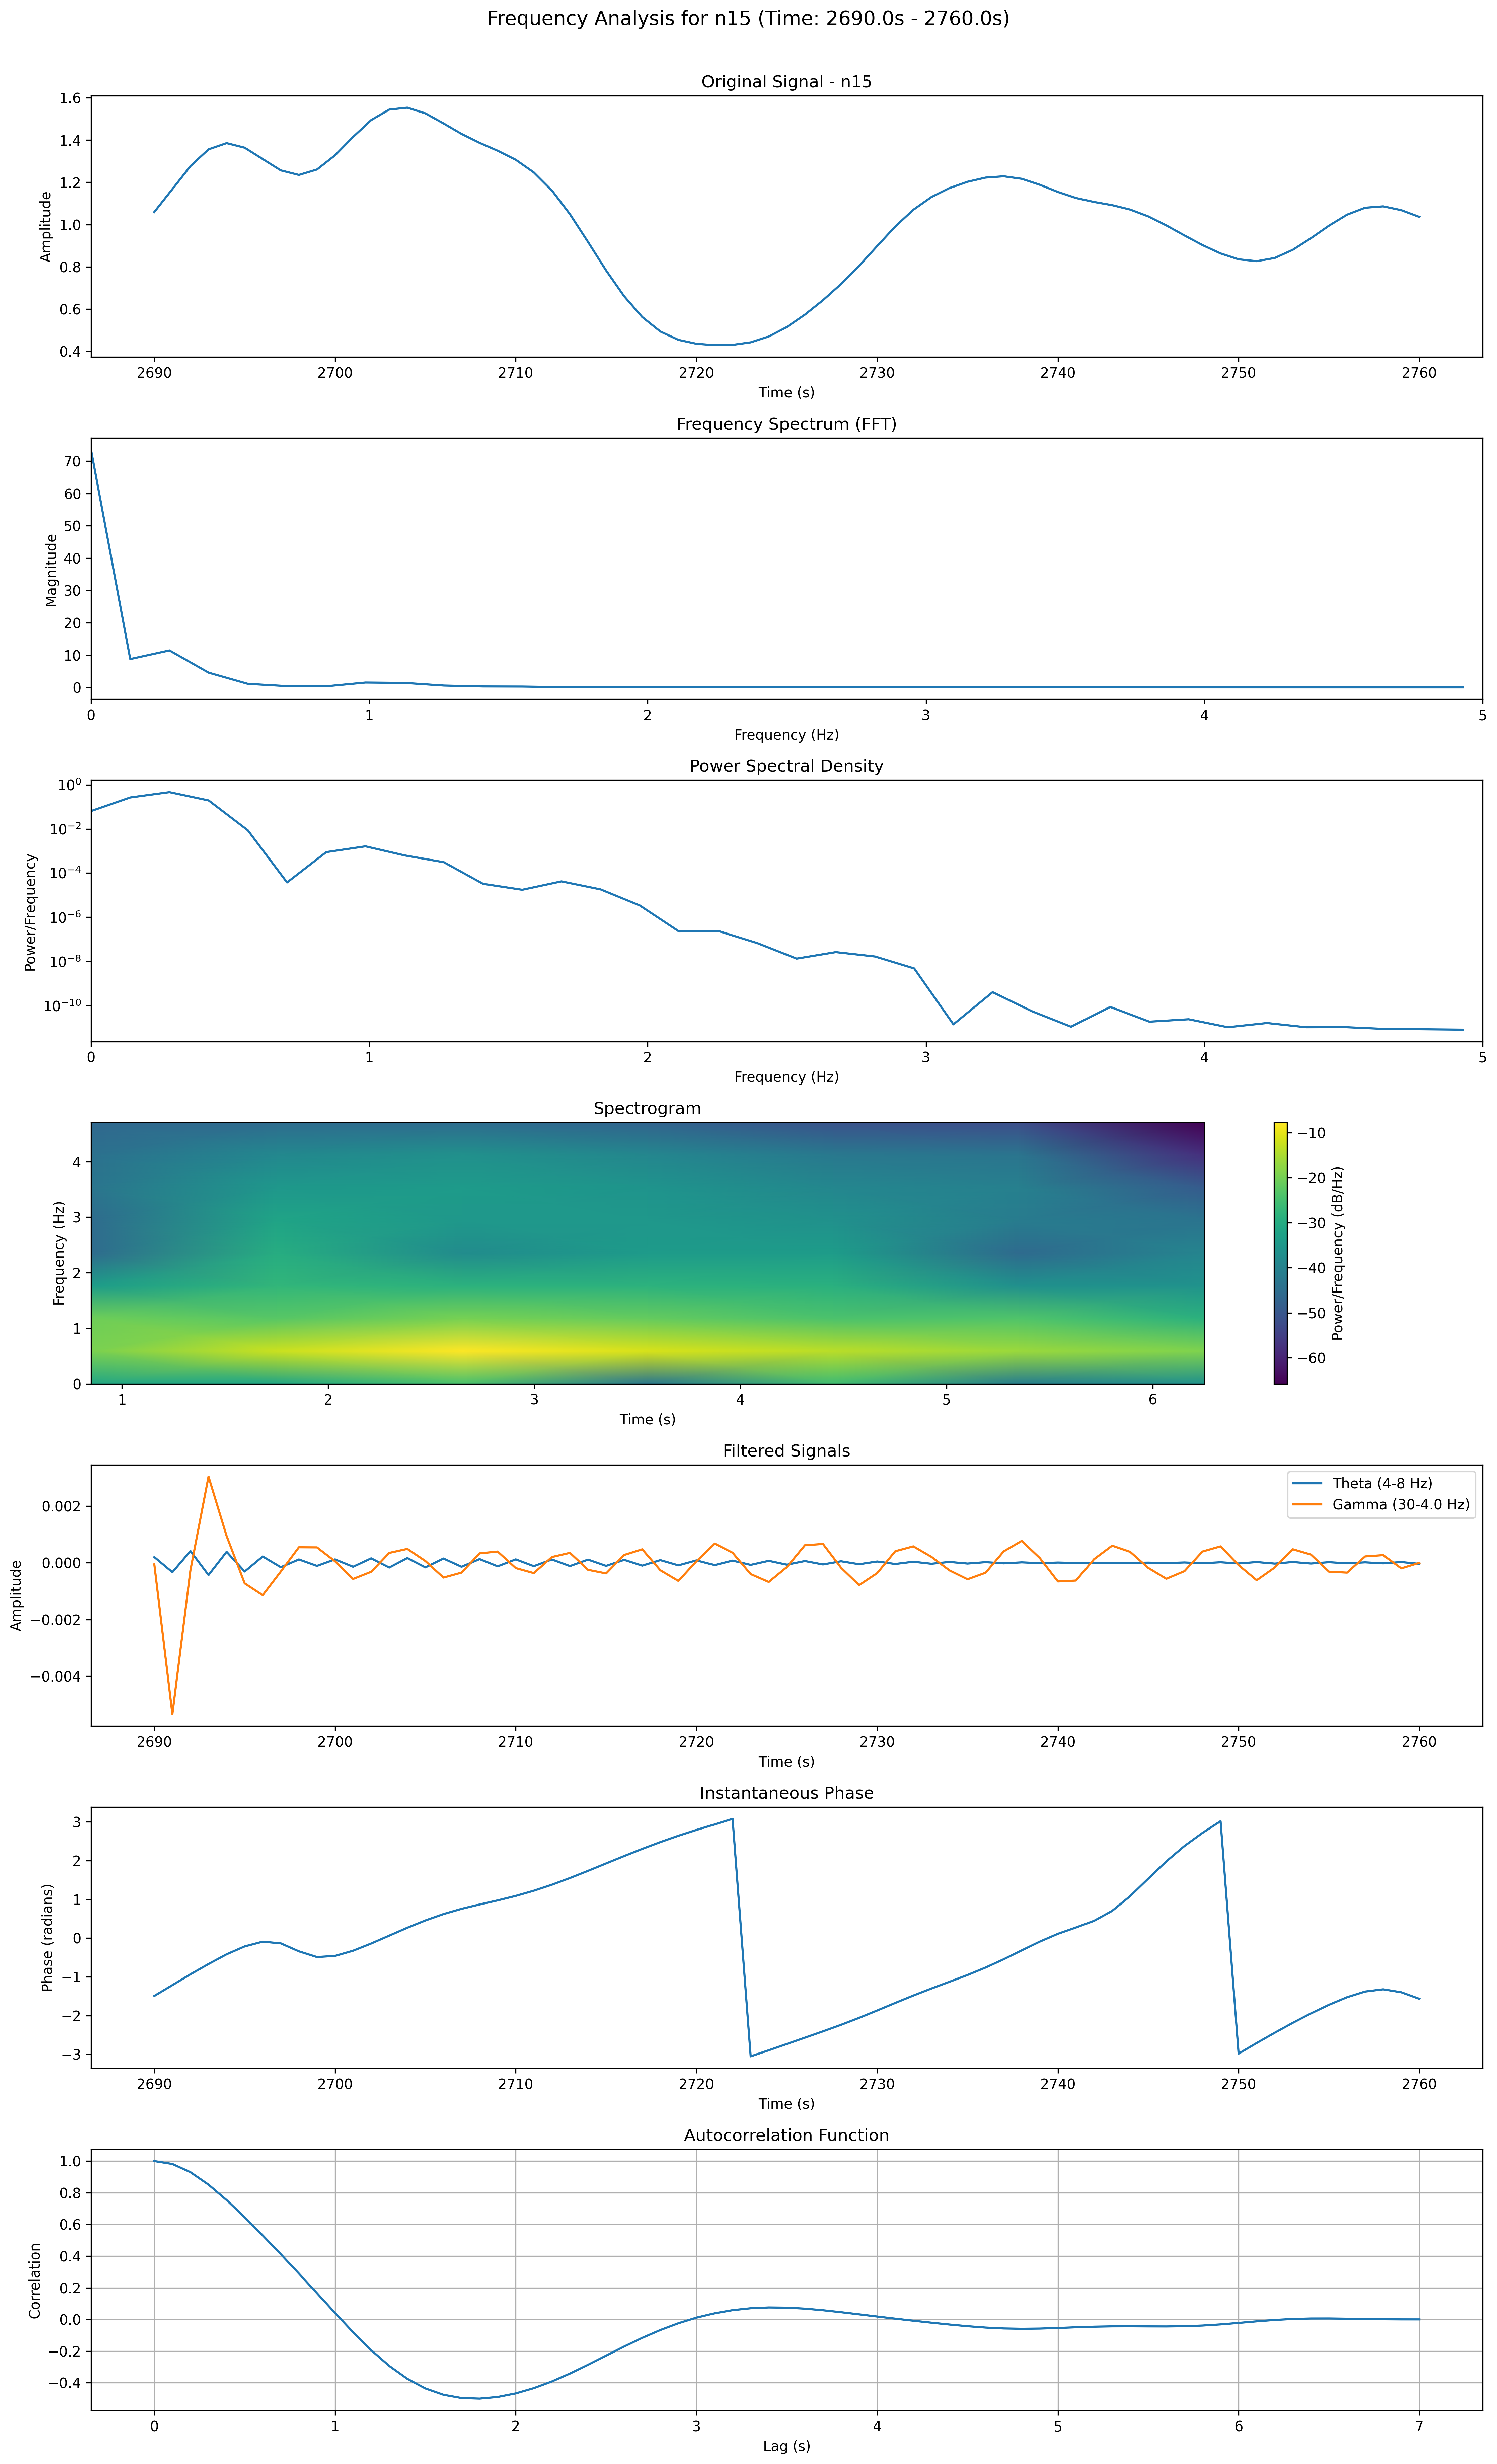 Frequency Analysis for n15 (Time: 2690.0s - 2760.0s)
Original Signal - n15
1.6
1.4
1.2
1.0
0.8
0.6
0.4
Amplitude
2690 2700 2710 2720 2730 2740 2750 2760
Time (s)
Frequency Spectrum (FFT)
70
60
50
40
30
20
10
0
Magnitude
0 1 2 3 4 5
Frequency (Hz)
Power Spectral Density
10⁰
10⁻²
10⁻⁴
10⁻⁶
10⁻⁸
10⁻¹⁰
Power/Frequency
0 1 2 3 4 5
Frequency (Hz)
Spectrogram
4
3
2
1
0
Frequency (Hz)
1 2 3 4 5 6
Time (s)
−10
−20
−30
−40
−50
−60
Power/Frequency (dB/Hz)
Filtered Signals
Theta (4-8 Hz)
Gamma (30-4.0 Hz)
0.002
0.000
−0.002
−0.004
Amplitude
2690 2700 2710 2720 2730 2740 2750 2760
Time (s)
Instantaneous Phase
3
2
1
0
−1
−2
−3
Phase (radians)
2690 2700 2710 2720 2730 2740 2750 2760
Time (s)
Autocorrelation Function
1.0
0.8
0.6
0.4
0.2
0.0
−0.2
−0.4
Correlation
0 1 2 3 4 5 6 7
Lag (s)